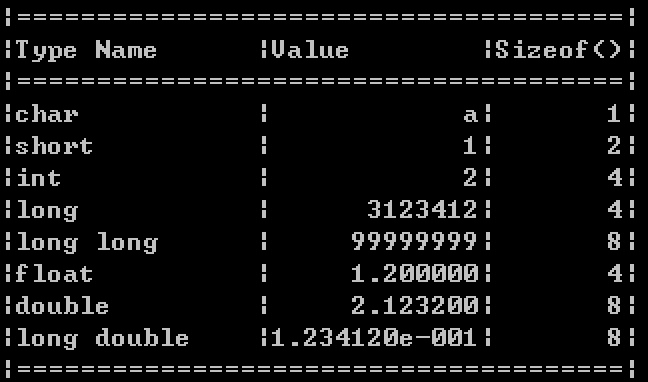 |======================================|
|Type Name      |Value        |Sizeof()|
|======================================|
|char           |            a|       1|
|short          |            1|       2|
|int            |            2|       4|
|long           |      3123412|       4|
|long long      |     99999999|       8|
|float          |     1.200000|       4|
|double         |     2.123200|       8|
|long double    |1.234120e-001|       8|
|======================================|